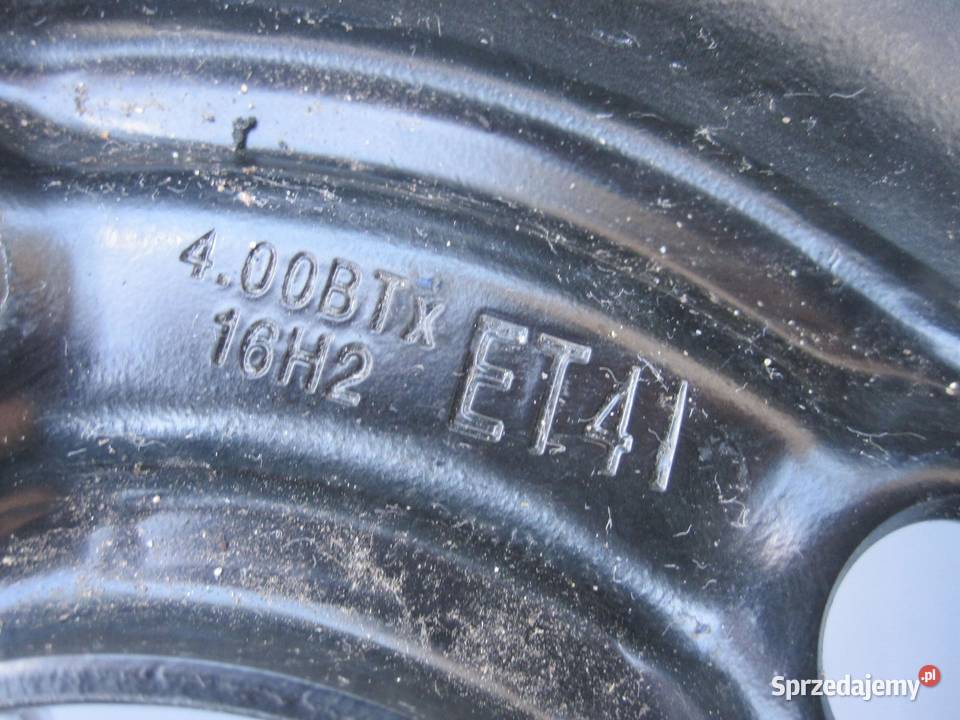 4.00BTx
16H2
ET41
Sprzedajemy.pl